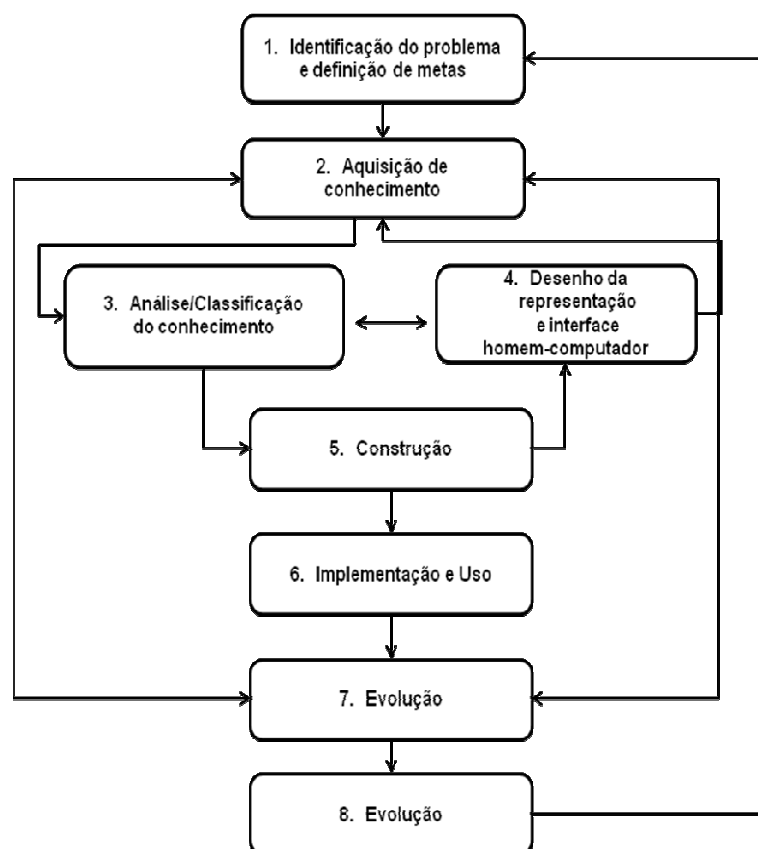 1. Identificação do problema
e definição de metas
2. Aquisição de
conhecimento
3. Análise/Classificação
do conhecimento
4. Desenho da
representação
e interface
homem-computador
5. Construção
6. Implementação e Uso
7. Evolução
8. Evolução